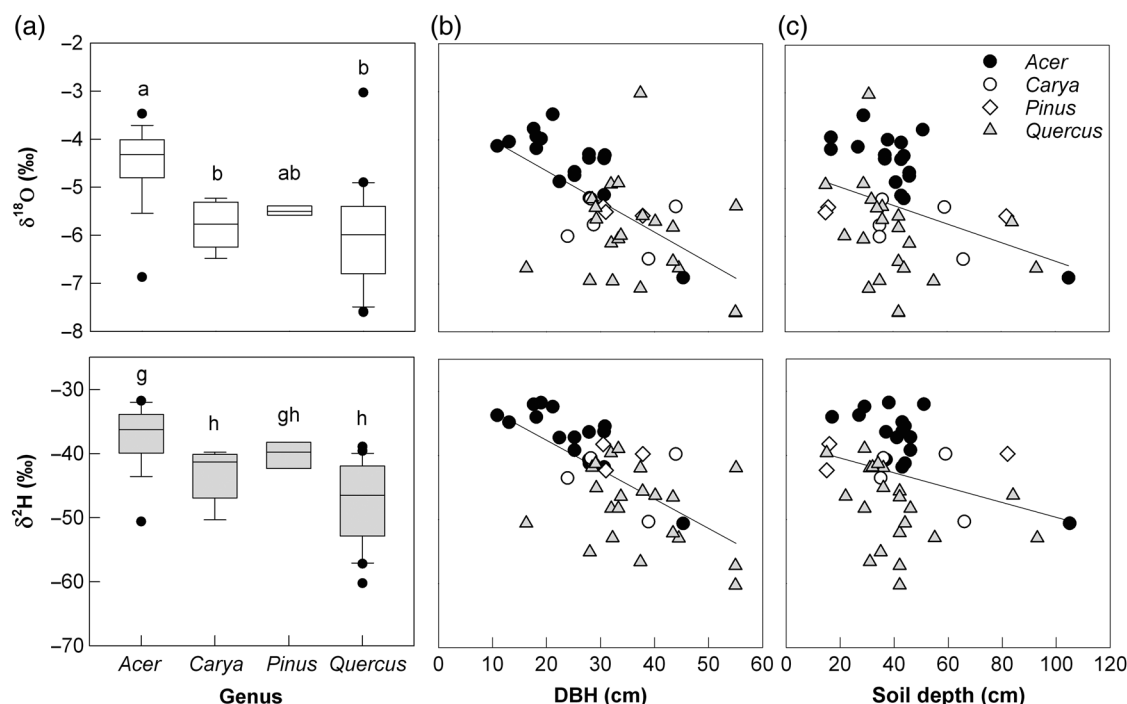 (a)
(b)
(c)
−2
−3
−4
−5
−6
−7
−8
δ18O (‰)
a
b
ab
b
Acer
Carya
Pinus
Quercus
−30
−40
−50
−60
−70
δ2H (‰)
g
h
gh
h
Acer Carya Pinus Quercus
Genus
0 10 20 30 40 50 60
DBH (cm)
0 20 40 60 80 100 120
Soil depth (cm)